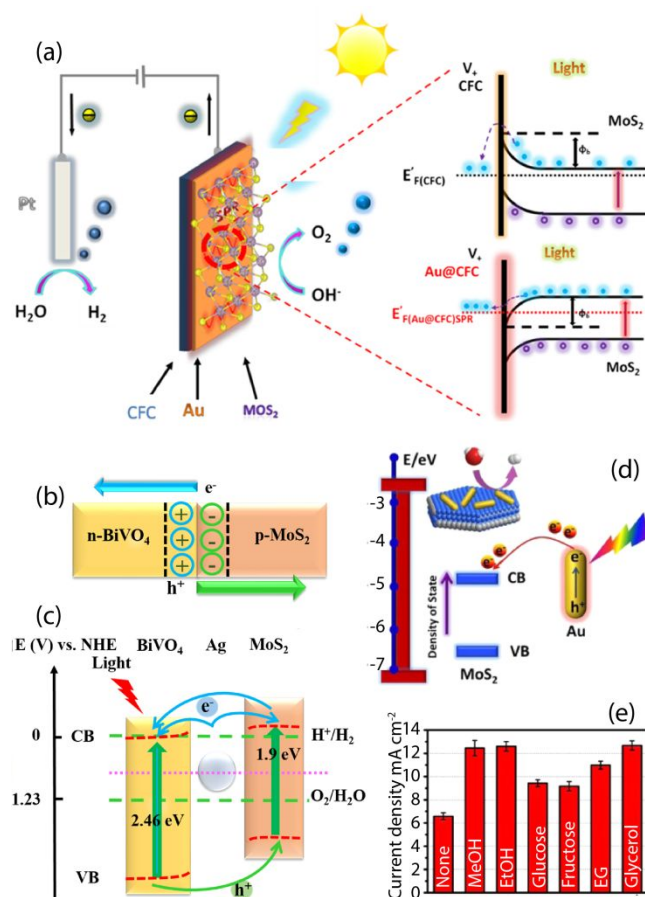 (a)
Pt
H₂O
H₂
SPR
O₂
OH⁻
CFC
Au
MOS₂
V₊
CFC
Light
MoS₂
Φₕ
E'F(CFC)
V₊
Light
Au@CFC
E'F(Au@CFC)SPR
MoS₂
(b)
e⁻
n-BiVO₄
+
-
p-MoS₂
+
-
+
-
h⁺
(c)
E (V) vs. NHE
BiVO₄
Ag
MoS₂
Light
e⁻
0
CB
H⁺/H₂
1.9 eV
1.23
O₂/H₂O
2.46 eV
VB
h⁺
(d)
E/eV
-3
-4
-5
-6
-7
Density of State
CB
VB
MoS₂
e⁻
e⁻
e⁻
e⁻
e⁻
h⁺
Au
(e)
Current density mA cm⁻²
14
12
10
8
6
4
2
0
None
MeOH
EtOH
Glucose
Fructose
EG
Glycerol